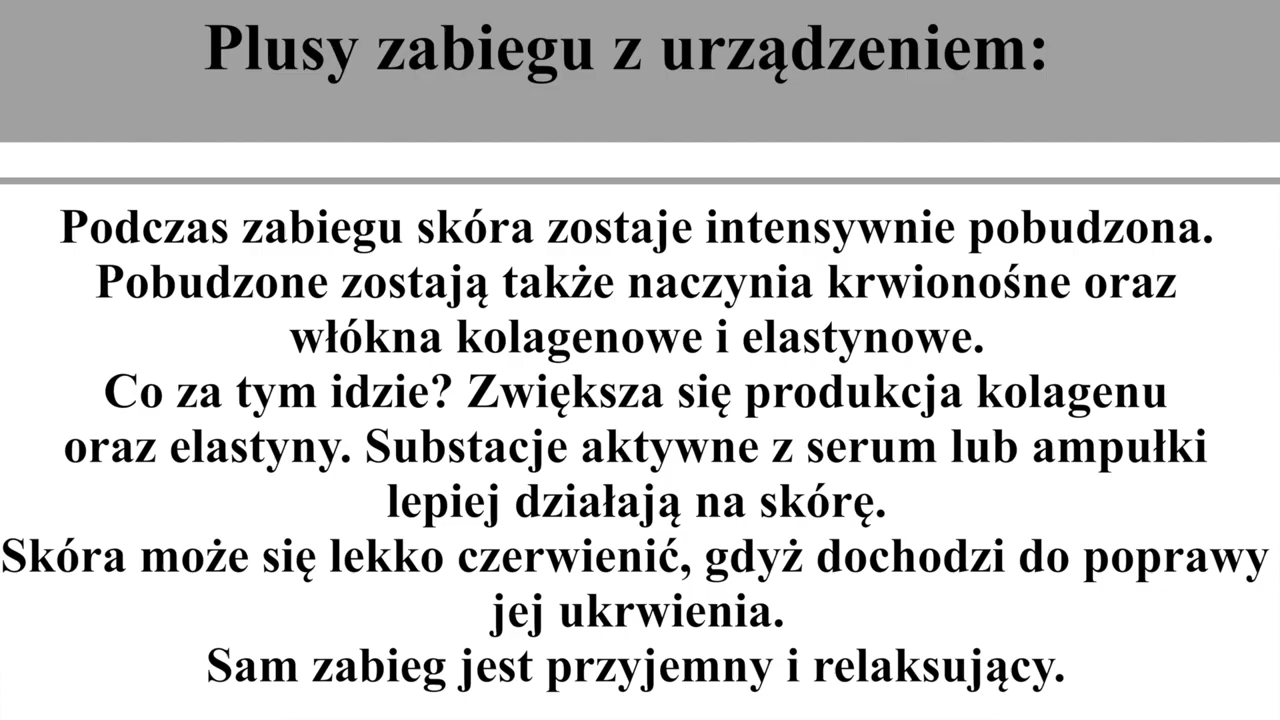 Plusy zabiegu z urządzeniem:
Podczas zabiegu skóra zostaje intensywnie pobudzona.
Pobudzone zostają także naczynia krwionośne oraz
włókna kolagenowe i elastynowe.
Co za tym idzie? Zwiększa się produkcja kolagenu
oraz elastyny. Substacje aktywne z serum lub ampułki
lepiej działają na skórę.
Skóra może się lekko czerwienić, gdyż dochodzi do poprawy
jej ukrwienia.
Sam zabieg jest przyjemny i relaksujący.